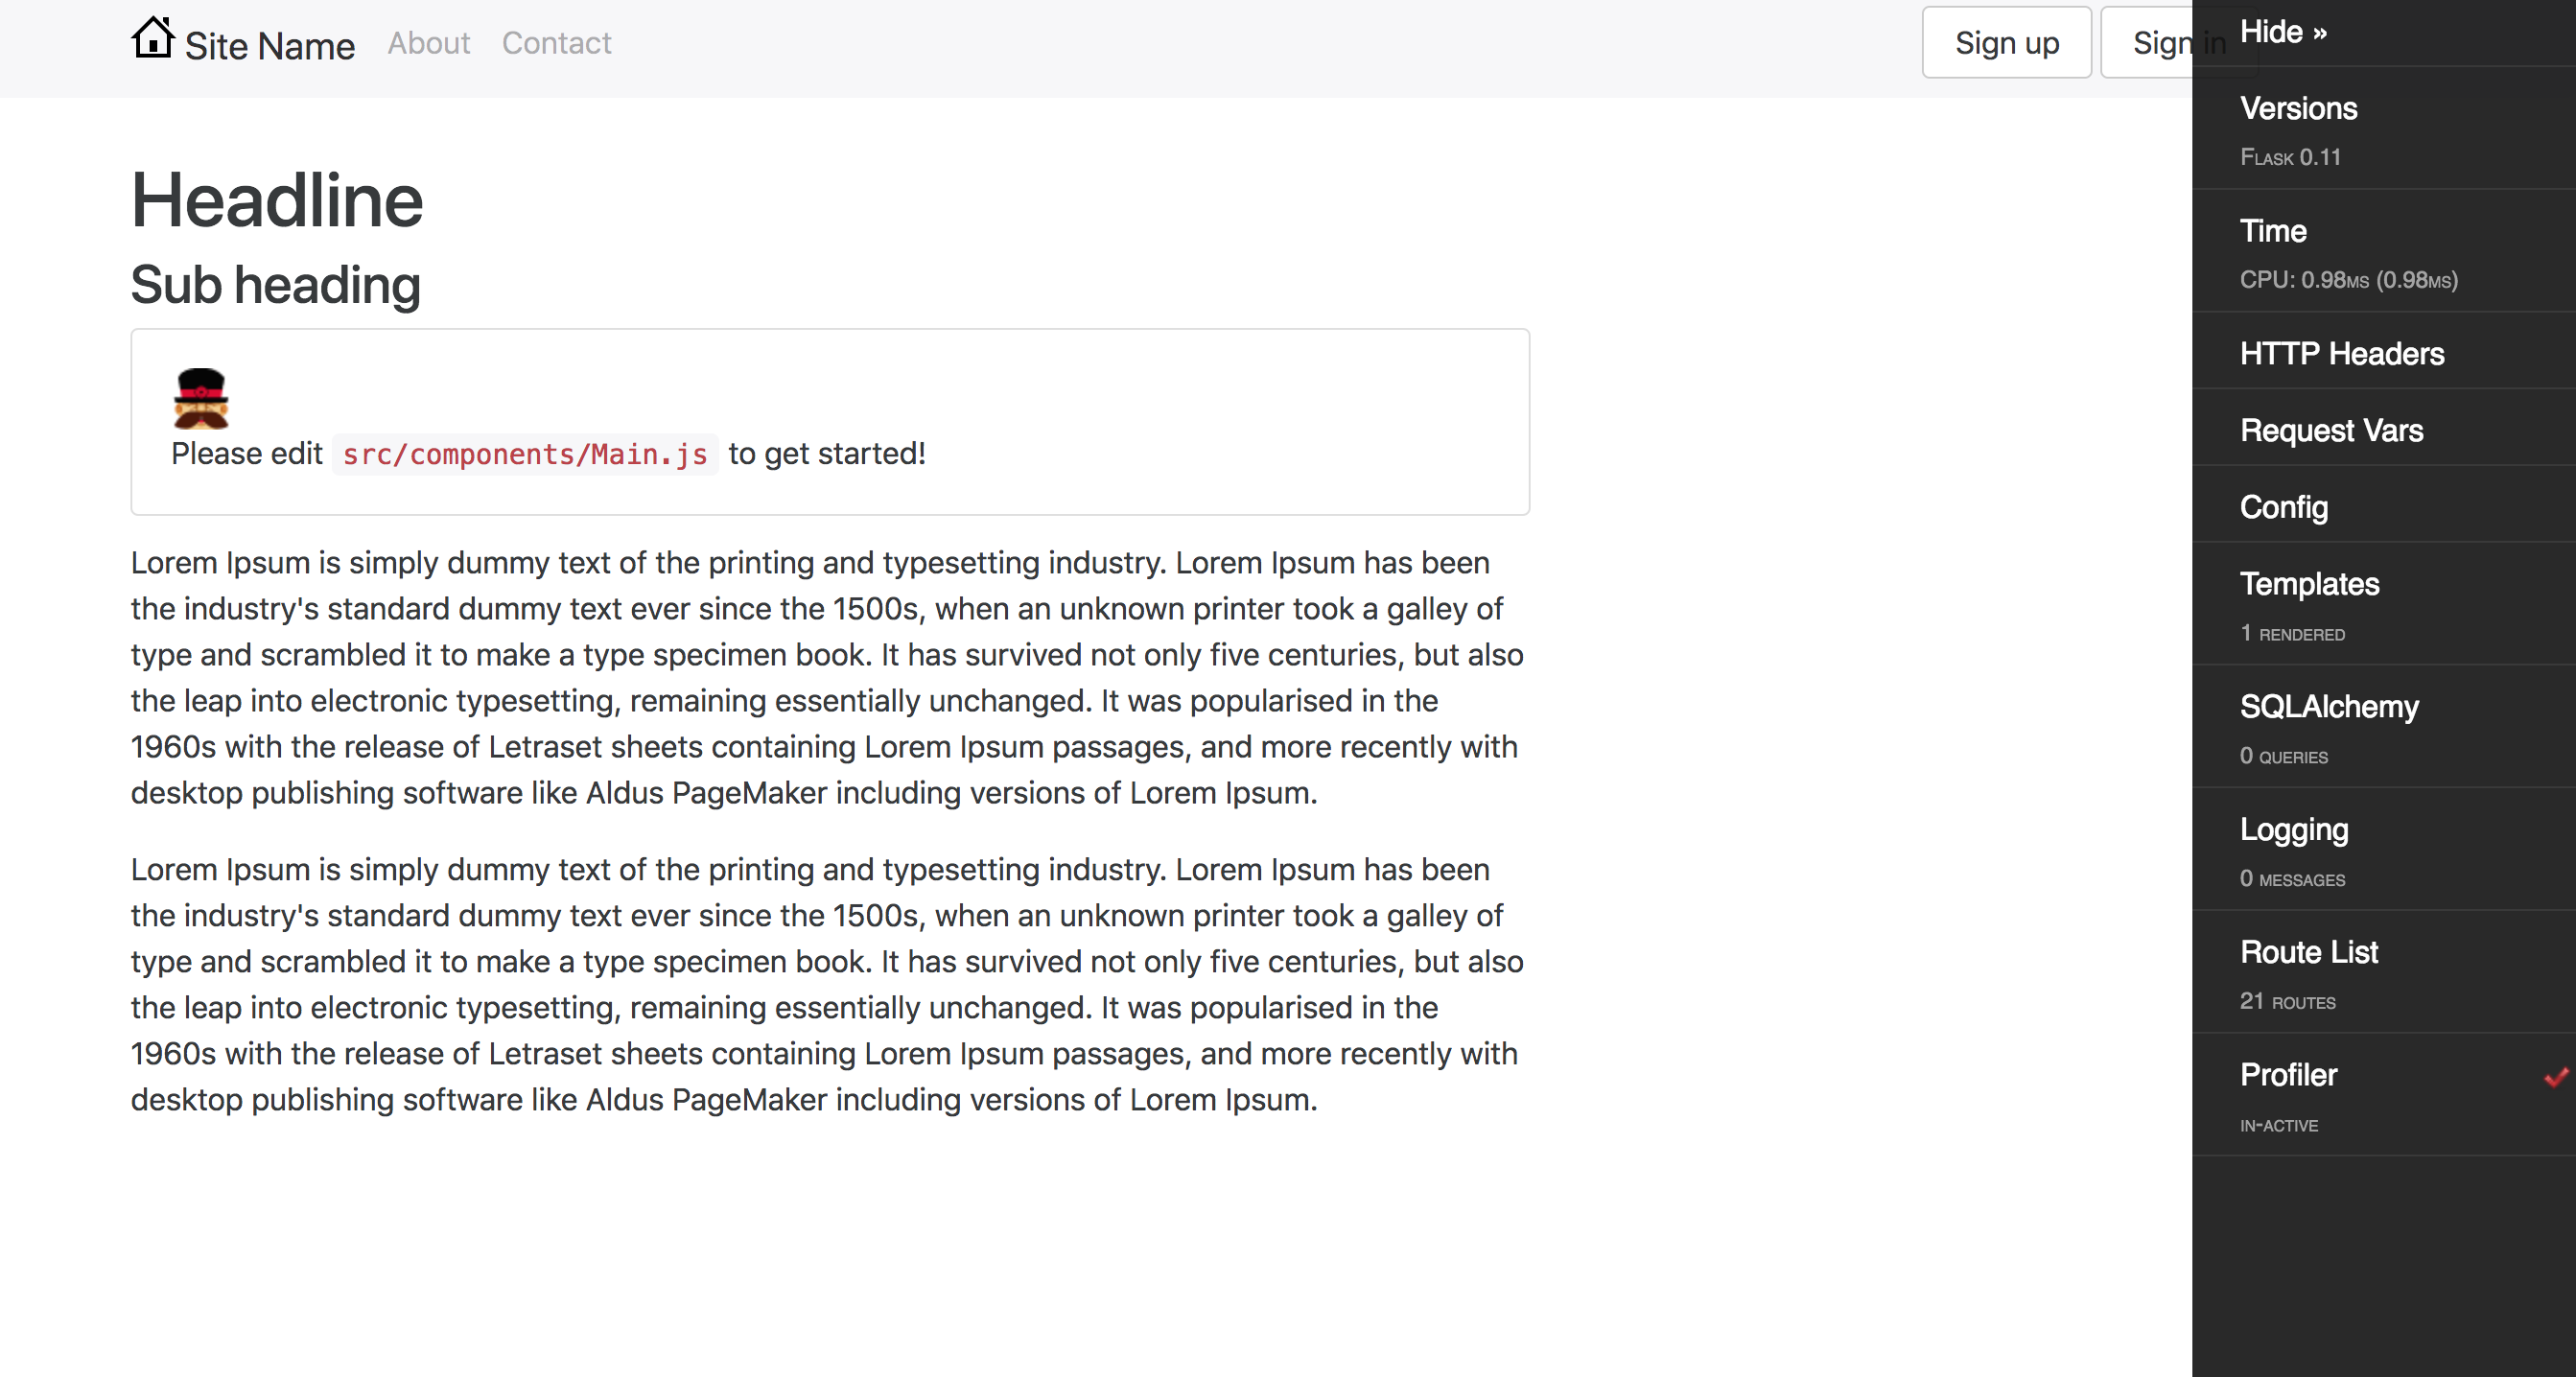 Site Name About Contact Sign up Sign in
Headline
Sub heading
Please edit src/components/Main.js to get started!
Lorem Ipsum is simply dummy text of the printing and typesetting industry. Lorem Ipsum has been
the industry's standard dummy text ever since the 1500s, when an unknown printer took a galley of
type and scrambled it to make a type specimen book. It has survived not only five centuries, but also
the leap into electronic typesetting, remaining essentially unchanged. It was popularised in the
1960s with the release of Letraset sheets containing Lorem Ipsum passages, and more recently with
desktop publishing software like Aldus PageMaker including versions of Lorem Ipsum.
Lorem Ipsum is simply dummy text of the printing and typesetting industry. Lorem Ipsum has been
the industry's standard dummy text ever since the 1500s, when an unknown printer took a galley of
type and scrambled it to make a type specimen book. It has survived not only five centuries, but also
the leap into electronic typesetting, remaining essentially unchanged. It was popularised in the
1960s with the release of Letraset sheets containing Lorem Ipsum passages, and more recently with
desktop publishing software like Aldus PageMaker including versions of Lorem Ipsum.
Hide »
Versions
Flask 0.11
Time
CPU: 0.98ms (0.98ms)
HTTP Headers
Request Vars
Config
Templates
1 rendered
SQLAlchemy
0 queries
Logging
0 messages
Route List
21 routes
Profiler
in-active